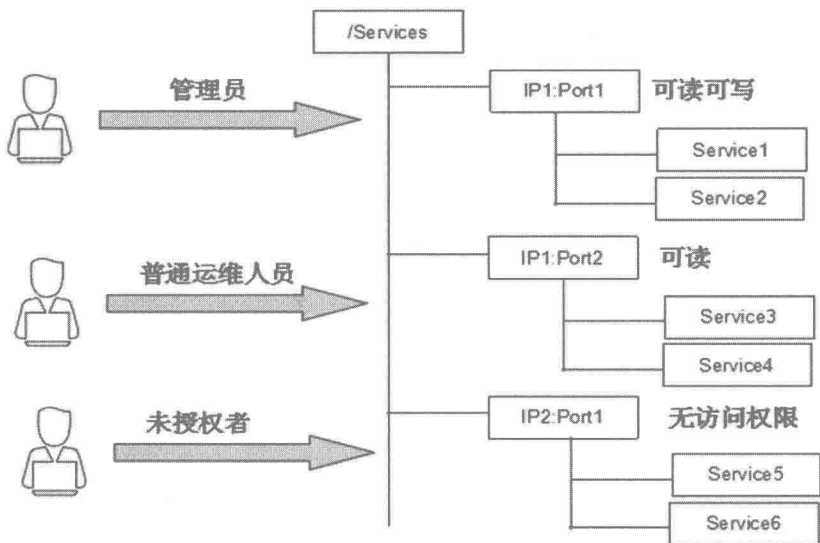 /Services
管理员
IP1:Port1
可读可写
Service1
Service2
普通运维人员
IP1:Port2
可读
Service3
Service4
未授权者
IP2:Port1
无访问权限
Service5
Service6